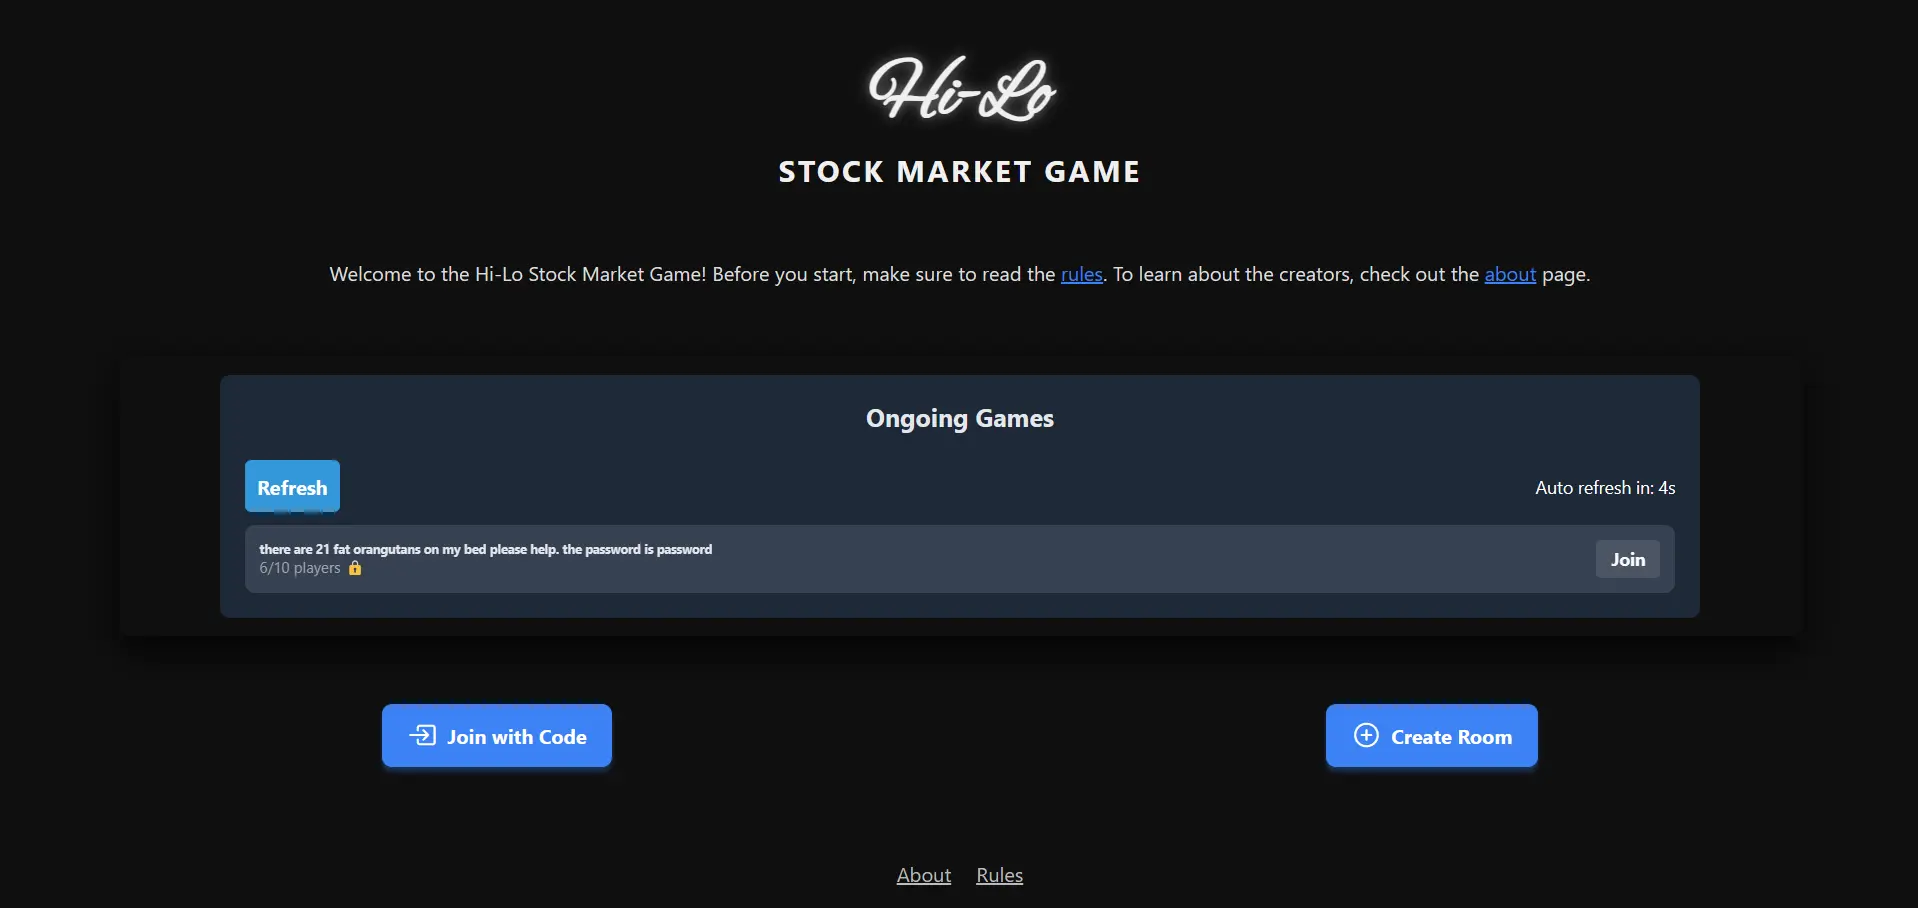 Hi-Lo
STOCK MARKET GAME
Welcome to the Hi-Lo Stock Market Game! Before you start, make sure to read the rules. To learn about the creators, check out the about page.
Ongoing Games
Refresh
Auto refresh in: 4s
there are 21 fat orangutans on my bed please help. the password is password
6/10 players
Join
Join with Code
Create Room
About Rules